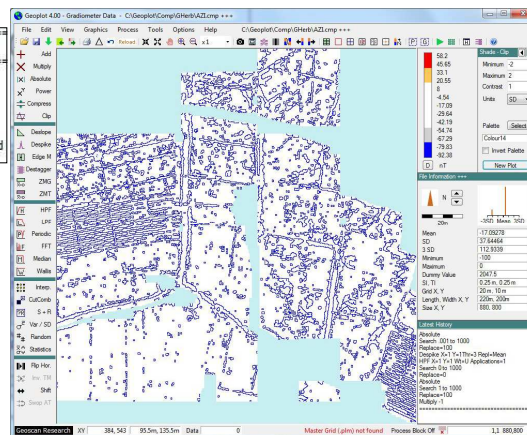 Geoplot 4.00 - Gradiometer Data - C:\Geoplot\Comp\GHerb\AZI.cmp +++
File Edit View Graphics Process Tools Options Help C:\Geoplot\Comp\GHerb\AZI.cmp +++
Reload x1 P G
Add
Multiply
Absolute
Power
Compress
Clip
Deslope
Despike
Edge M
Destagger
ZMG
ZMT
HPF
LPF
Periodic
FFT
Median
Wallis
Interp.
CutComb
S + R
Var / SD
Random
Statistics
Flip Hor.
Inv. TM
Shift
Swap AT
58.2
45.65
33.1
20.55
8
-4.54
-17.09
-29.64
-42.19
-54.74
-67.29
-79.83
-92.38
D nT
Shade - Clip
Minimum -2
Maximum 2
Contrast 1
Units SD
Palette Select
Colour14
Invert Palette
New Plot
File Information +++
N
20m
-3SD Mean 3SD
Mean -17.09278
SD 37.64464
3 SD 112.9339
Minimum -100
Maximum 0
Dummy Value 2047.5
SI, TI 0.25 m, 0.25 m
Grid X, Y 20 m, 10 m
Length, Width X, Y 220m, 200m
Size X, Y 880, 800
Latest History
Absolute
Search .001 to 1000
Replace=100
Despike X=1 Y=1Thr=3 Repl=Mean
HPF X=1 Y=1 Wt=U Applications=1
Search 0 to 1000
Replace=0
Absolute
Search 1 to 1000
Replace=100
Multiply -1
Geoscan Research XY 384, 543 95.5m, 135.5m Data 0 Master Grid (.plm) not found Process Block Off 1,1 880,800